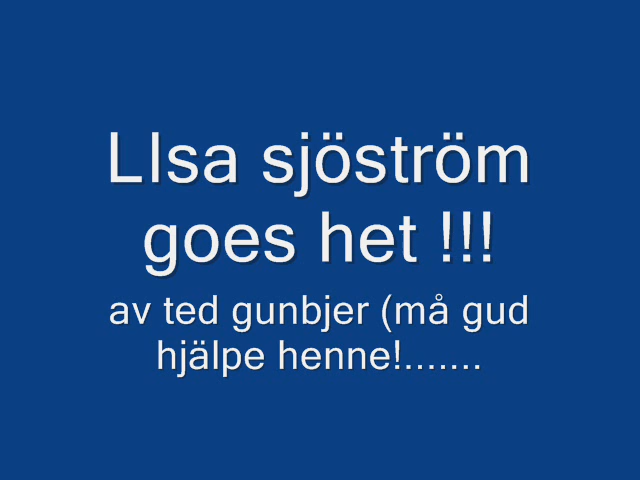 LIsa sjöström
goes het !!!
av ted gunbjer (må gud
hjälpe henne!.......